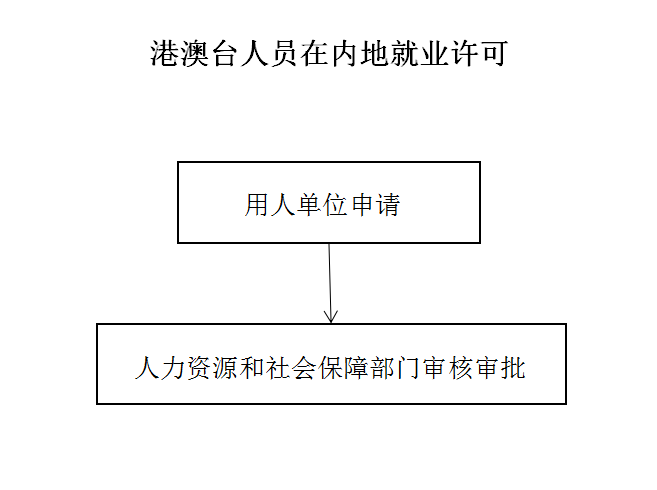 港澳台人员在内地就业许可
用人单位申请
人力资源和社会保障部门审核审批